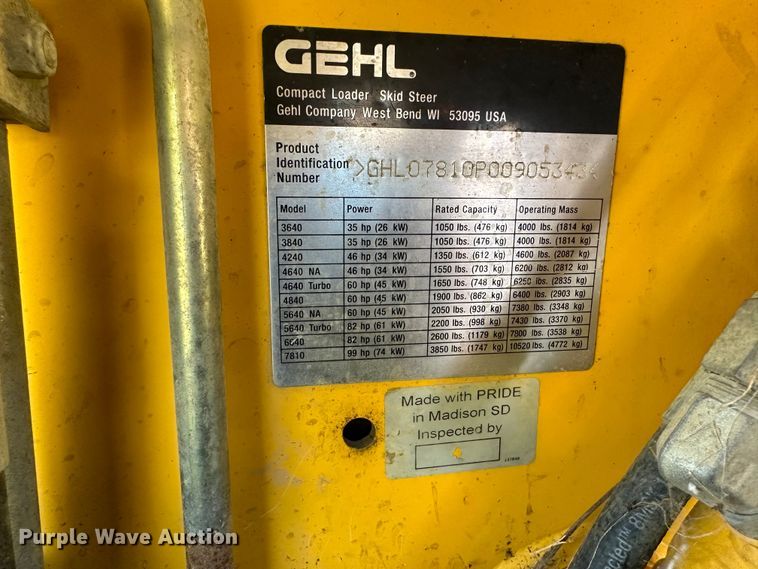 GEHL
Compact Loader Skid Steer
Gehl Company West Bend WI 53095 USA
Product
Identification
Number
>GHL07810P00905343<
Model Power Rated Capacity Operating Mass
3640 35 hp (26 kW) 1050 lbs. (476 kg) 4000 lbs. (1814 kg)
3840 35 hp (26 kW) 1050 lbs. (476 kg) 4000 lbs. (1814 kg)
4240 46 hp (34 kW) 1350 lbs. (612 kg) 4600 lbs. (2087 kg)
4640 NA 46 hp (34 kW) 1550 lbs. (703 kg) 6200 lbs. (2812 kg)
4640 Turbo 60 hp (45 kW) 1650 lbs. (748 kg) 6250 lbs. (2835 kg)
4840 60 hp (45 kW) 1900 lbs. (862 kg) 6400 lbs. (2903 kg)
5640 NA 60 hp (45 kW) 2050 lbs. (930 kg) 7380 lbs. (3348 kg)
5640 Turbo 82 hp (61 kW) 2200 lbs. (998 kg) 7430 lbs. (3370 kg)
6640 82 hp (61 kW) 2600 lbs. (1179 kg) 7800 lbs. (3538 kg)
7810 99 hp (74 kW) 3850 lbs. (1747 kg) 10520 lbs. (4772 kg)
Made with PRIDE
in Madison SD
Inspected by
Purple Wave Auction